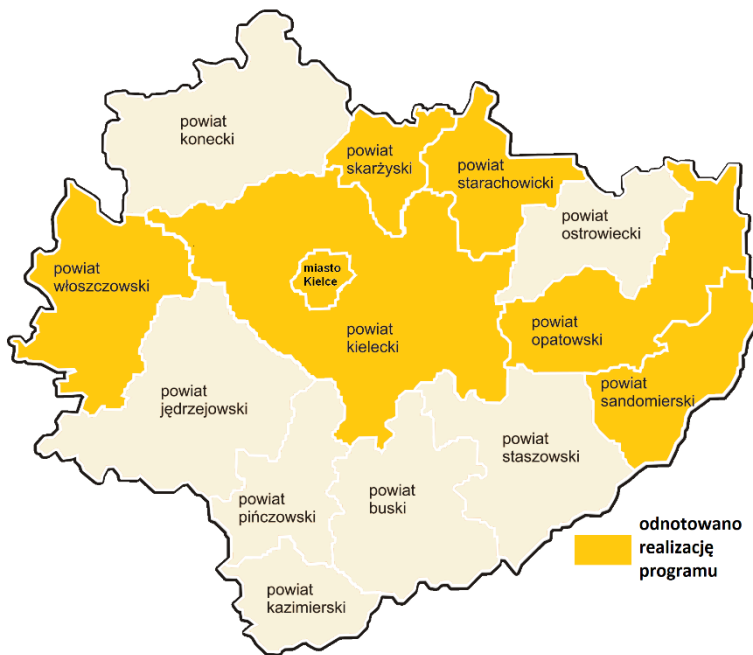 powiat
konecki
powiat
skarżyski
powiat
starachowicki
powiat
ostrowiecki
powiat
włoszczowski
miasto
Kielce
powiat
kielecki
powiat
opatowski
powiat
sandomierski
powiat
jędrzejowski
powiat
staszowski
powiat
pińczowski
powiat
buski
powiat
kazimierski
odnotowano
realizację
programu